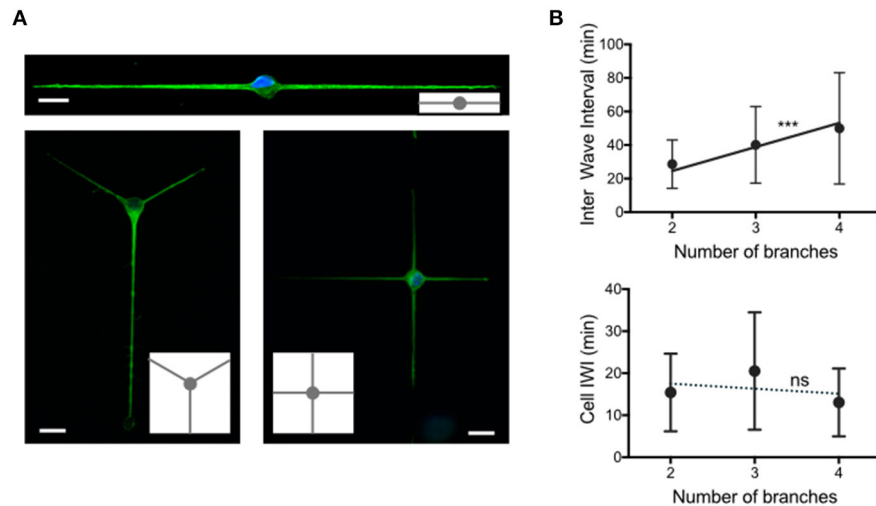 A
B
Inter Wave Interval (min)
100
80
60
40
20
0
***
2 3 4
Number of branches
Cell IWI (min)
40
30
20
10
0
ns
2 3 4
Number of branches